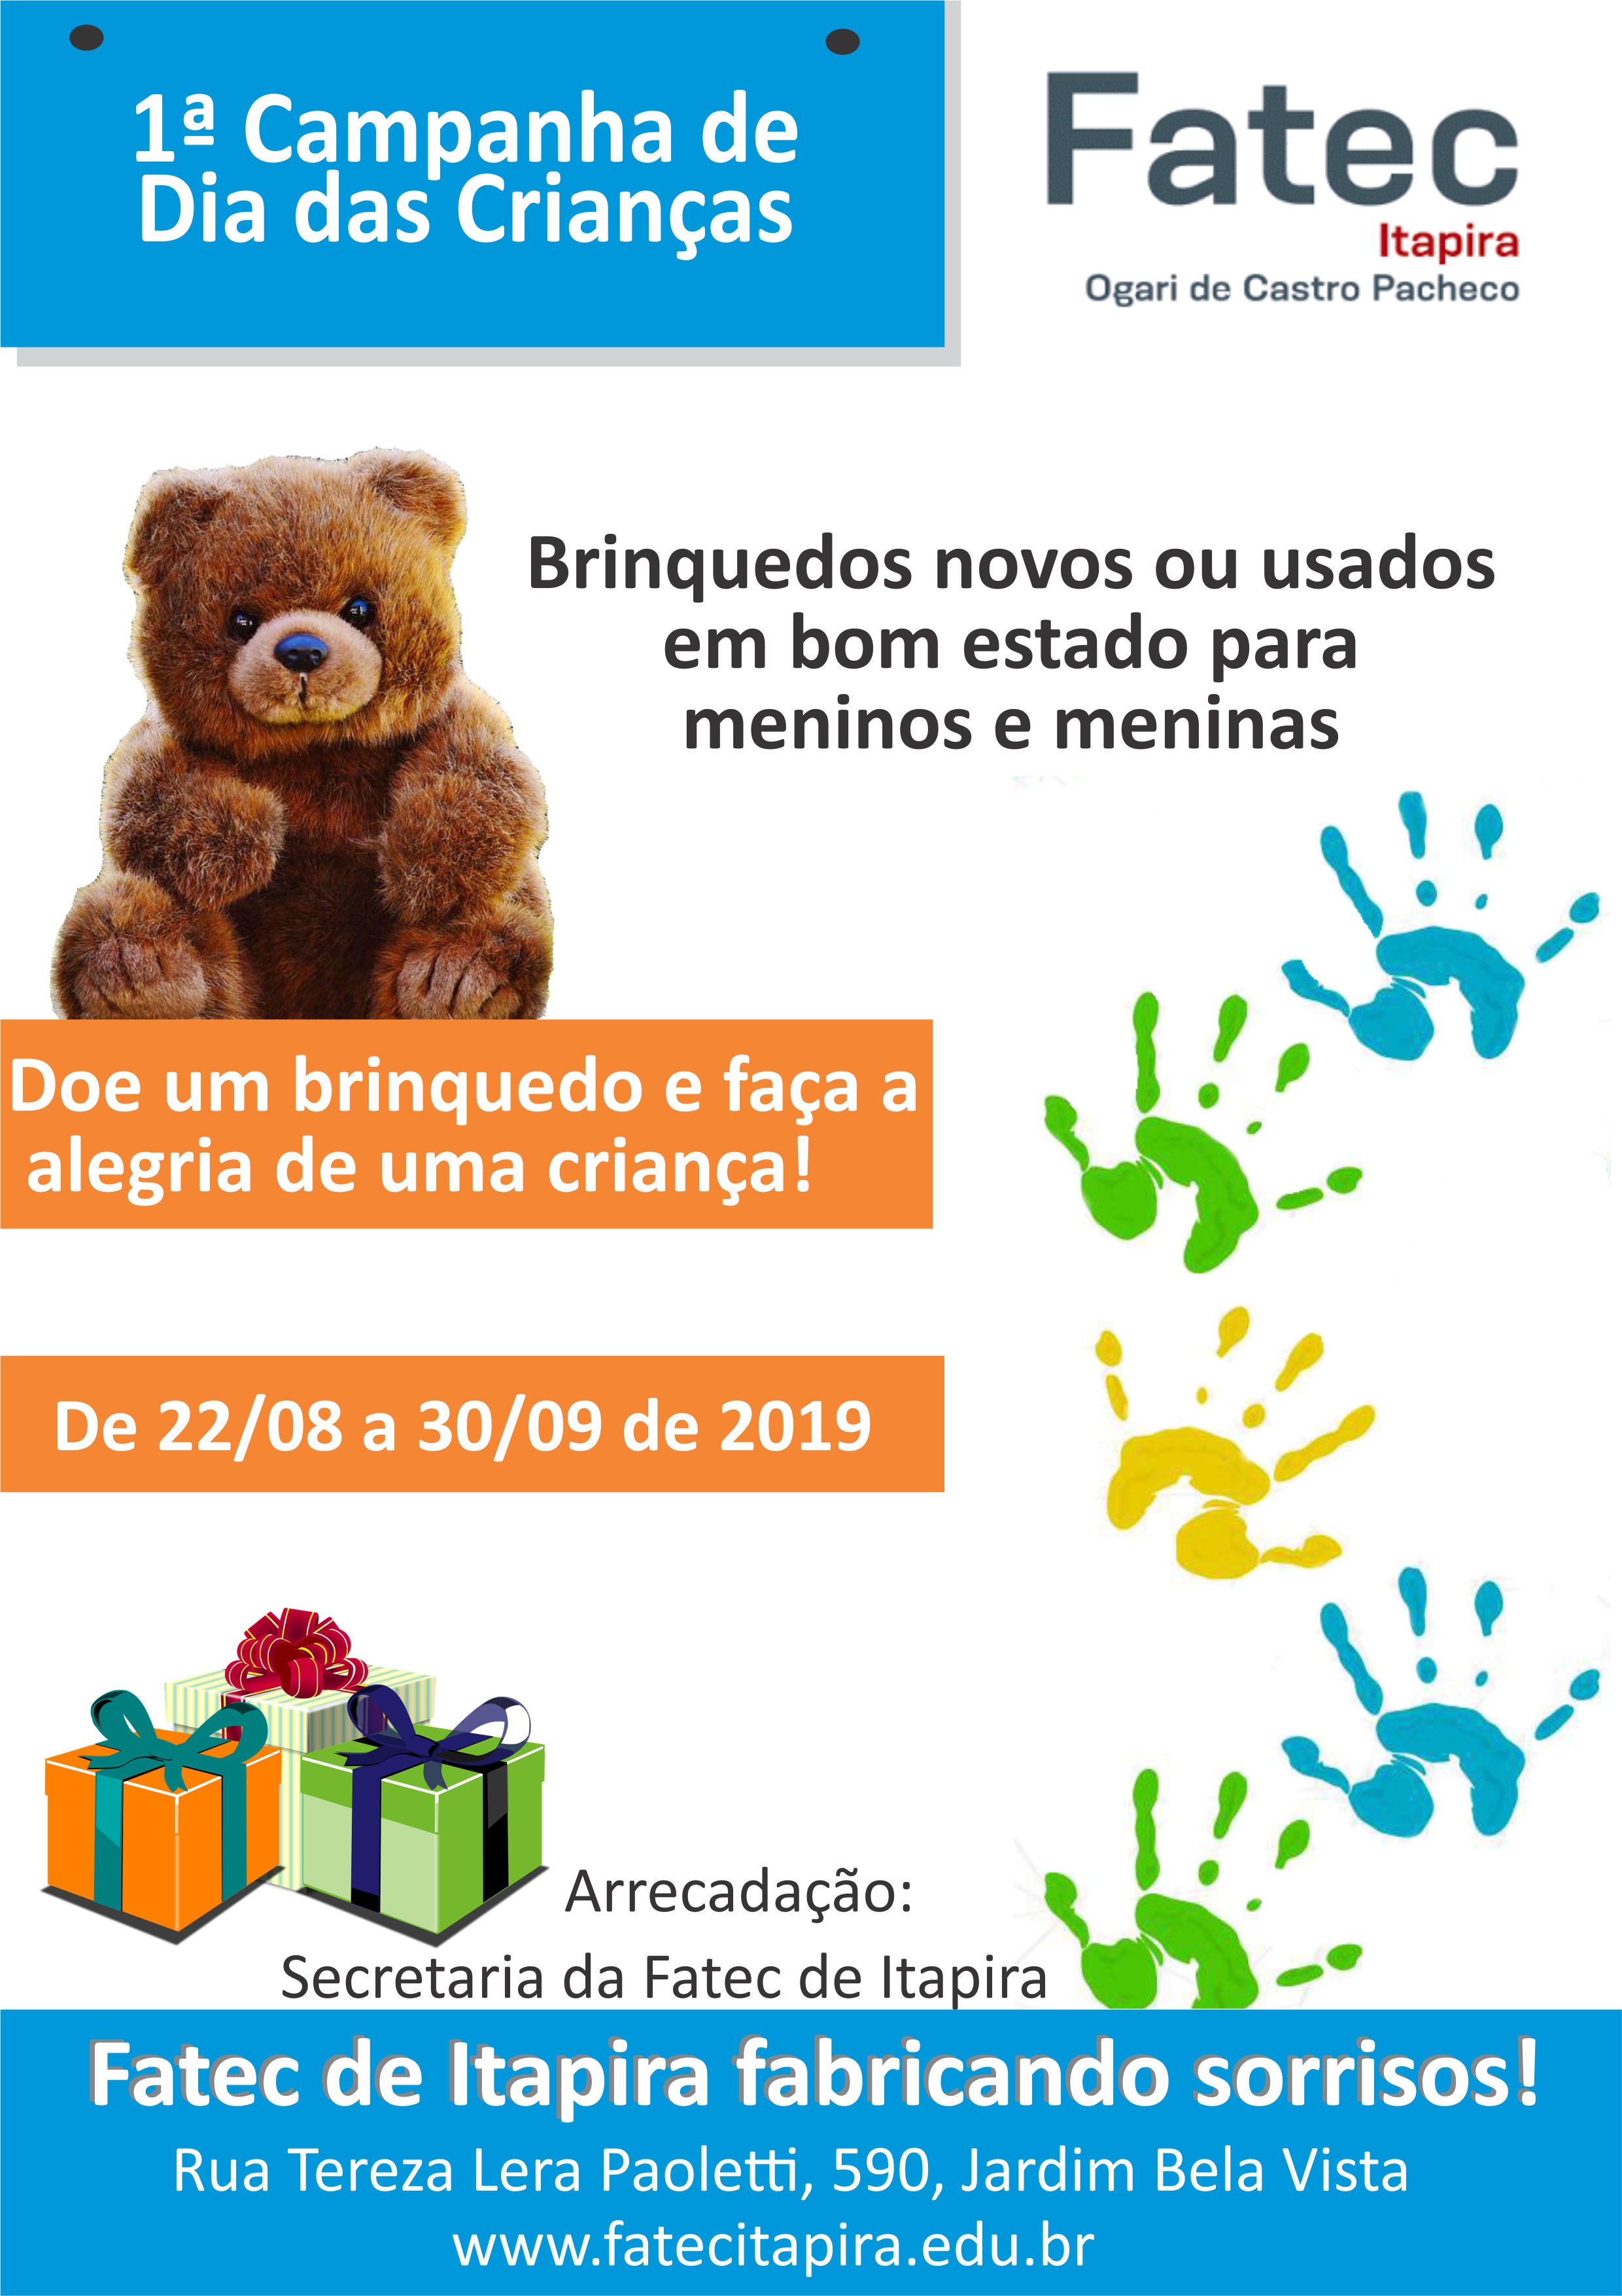 1ª Campanha de
Dia das Crianças
Fatec
Itapira
Ogari de Castro Pacheco
Brinquedos novos ou usados
em bom estado para
meninos e meninas
Doe um brinquedo e faça a
alegria de uma criança!
De 22/08 a 30/09 de 2019
Arrecadação:
Secretaria da Fatec de Itapira
Fatec de Itapira fabricando sorrisos!
Rua Tereza Lera Paoletti, 590, Jardim Bela Vista
www.fatecitapira.edu.br